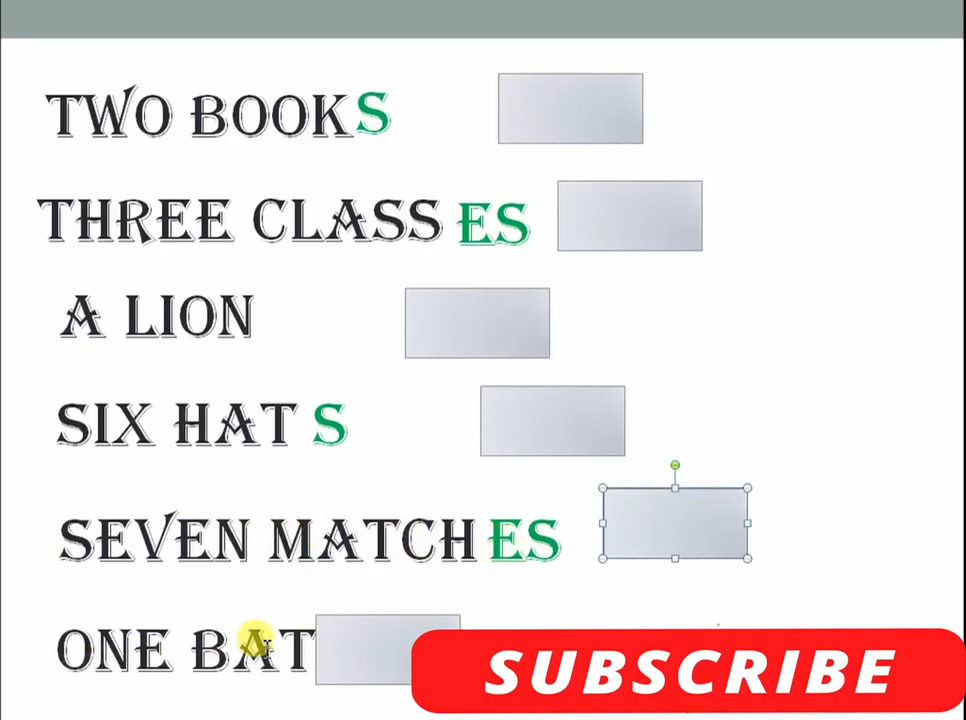 TWO BOOKS
THREE CLASS ES
A LION
SIX HAT S
SEVEN MATCH ES
ONE BAT
SUBSCRIBE